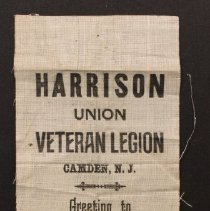 HARRISON
UNION
VETERAN LEGION
CAMDEN, N. J.
Greeting to